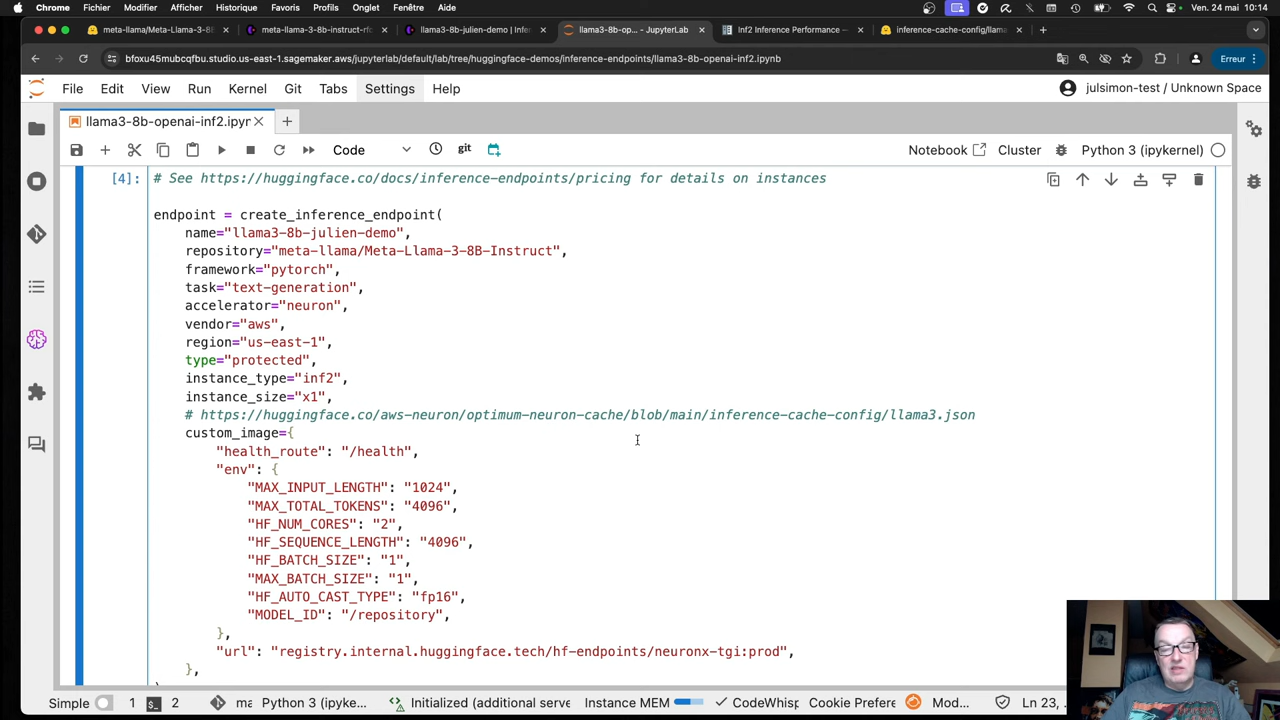 Chrome Fichier Modifier Afficher Historique Favoris Profils Onglet Fenêtre Aide Ven. 24 mai 10:14
meta-llama/Meta-Llama-3-8B
meta-llama-3-8b-instruct-rfc
llama3-8b-julien-demo | Infer
llama3-8b-op... - JupyterLab
Inf2 Inference Performance —
inference-cache-config/llama
bfoxu45mubcqfbu.studio.us-east-1.sagemaker.aws/jupyterlab/default/lab/tree/huggingface-demos/inference-endpoints/llama3-8b-openai-inf2.ipynb Erreur
File Edit View Run Kernel Git Tabs Settings Help julsimon-test / Unknown Space
llama3-8b-openai-inf2.ipyr
Code git Notebook Cluster Python 3 (ipykernel)
[4]: # See https://huggingface.co/docs/inference-endpoints/pricing for details on instances
endpoint = create_inference_endpoint(
name="llama3-8b-julien-demo",
repository="meta-llama/Meta-Llama-3-8B-Instruct",
framework="pytorch",
task="text-generation",
accelerator="neuron",
vendor="aws",
region="us-east-1",
type="protected",
instance_type="inf2",
instance_size="x1",
# https://huggingface.co/aws-neuron/optimum-neuron-cache/blob/main/inference-cache-config/llama3.json
custom_image={
"health_route": "/health",
"env": {
"MAX_INPUT_LENGTH": "1024",
"MAX_TOTAL_TOKENS": "4096",
"HF_NUM_CORES": "2",
"HF_SEQUENCE_LENGTH": "4096",
"HF_BATCH_SIZE": "1",
"MAX_BATCH_SIZE": "1",
"HF_AUTO_CAST_TYPE": "fp16",
"MODEL_ID": "/repository",
},
"url": "registry.internal.huggingface.tech/hf-endpoints/neuronx-tgi:prod",
},
Simple 1 2 ma Python 3 (ipyke... Initialized (additional serve Instance MEM CodeWhisp Cookie Prefere Mod... Ln 23,